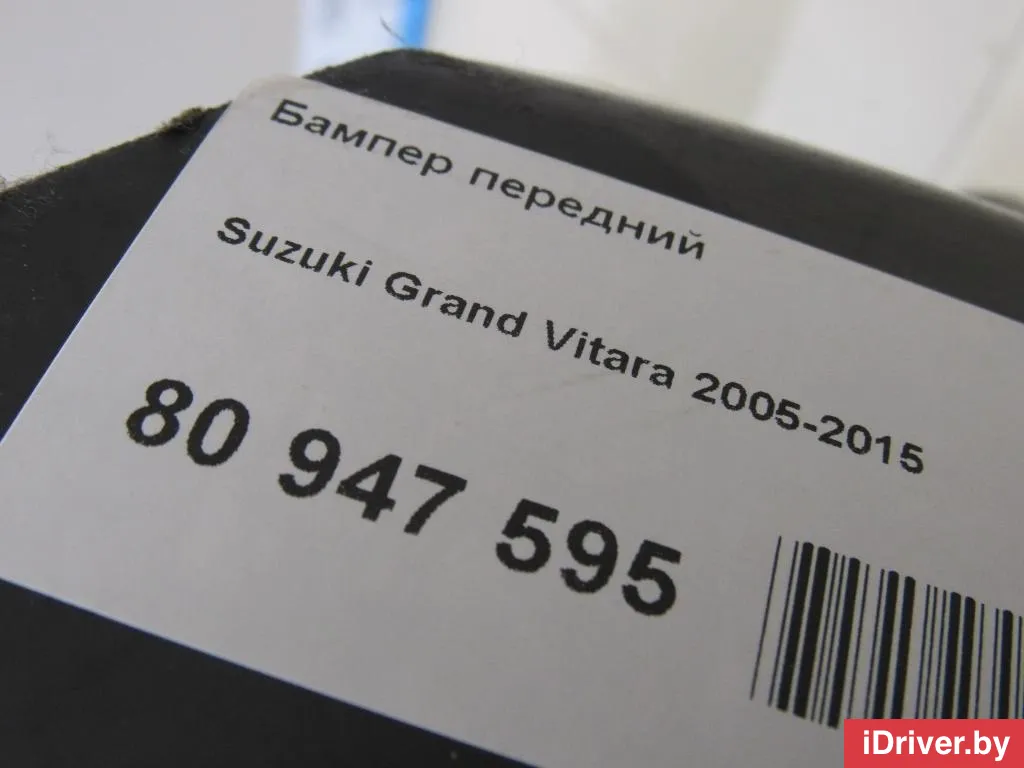 Бампер передний
Suzuki Grand Vitara 2005-2015
80 947 595
iDriver.by